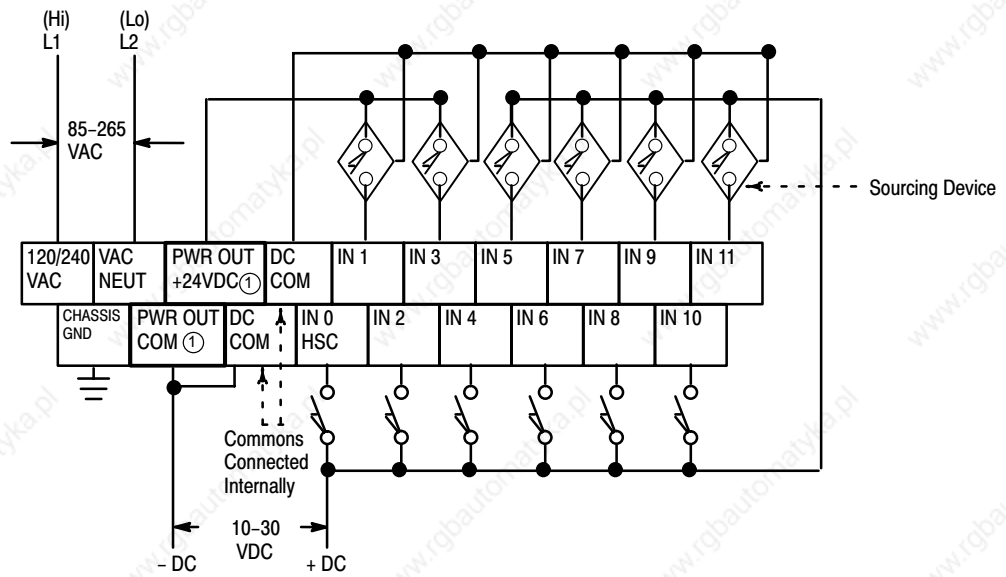 (Hi)
L1
(Lo)
L2
85–265
VAC
Sourcing Device
120/240
VAC
VAC
NEUT
PWR OUT
+24VDC①
DC
COM
IN 1
IN 3
IN 5
IN 7
IN 9
IN 11
CHASSIS
GND
PWR OUT
COM ①
DC
COM
IN 0
HSC
IN 2
IN 4
IN 6
IN 8
IN 10
Commons
Connected
Internally
10–30
VDC
– DC
+ DC
www.rgbautomatyka.pl